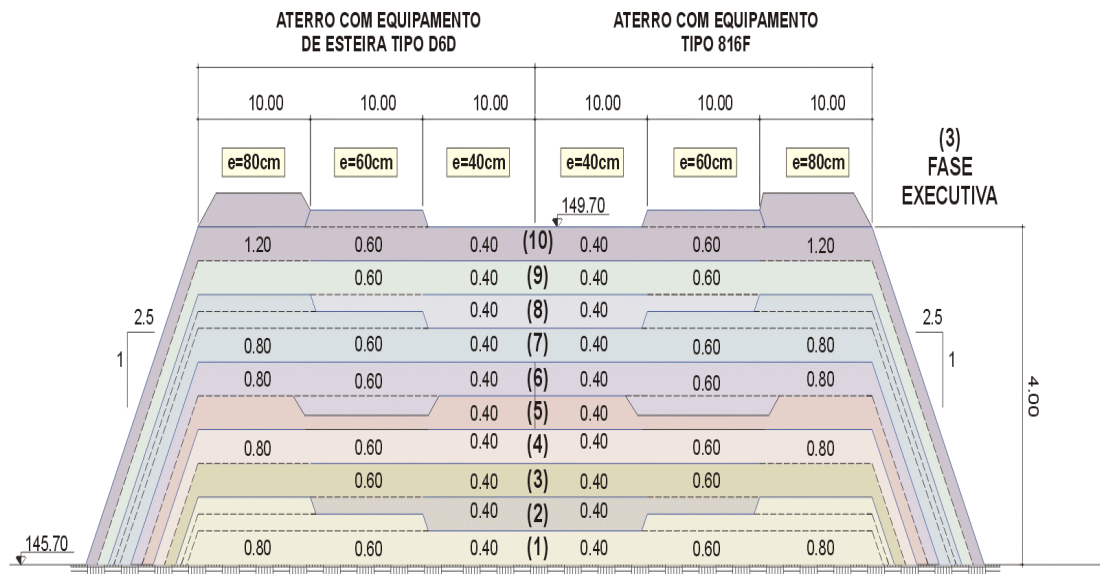 ATERRO COM EQUIPAMENTO
DE ESTEIRA TIPO D6D
ATERRO COM EQUIPAMENTO
TIPO 816F
10.00 10.00 10.00 10.00 10.00 10.00
e=80cm e=60cm e=40cm e=40cm e=60cm e=80cm
(3)
FASE
EXECUTIVA
149.70
1.20 0.60 0.40 (10) 0.40 0.60 1.20
0.60 0.40 (9) 0.40 0.60
0.40 (8) 0.40
2.5 2.5
1 1
0.80 0.60 0.40 (7) 0.40 0.60 0.80
0.80 0.60 0.40 (6) 0.40 0.60 0.80
4.00
0.40 (5) 0.40
0.80 0.60 0.40 (4) 0.40 0.60 0.80
0.60 0.40 (3) 0.40 0.60
0.40 (2) 0.40
145.70
0.80 0.60 0.40 (1) 0.40 0.60 0.80